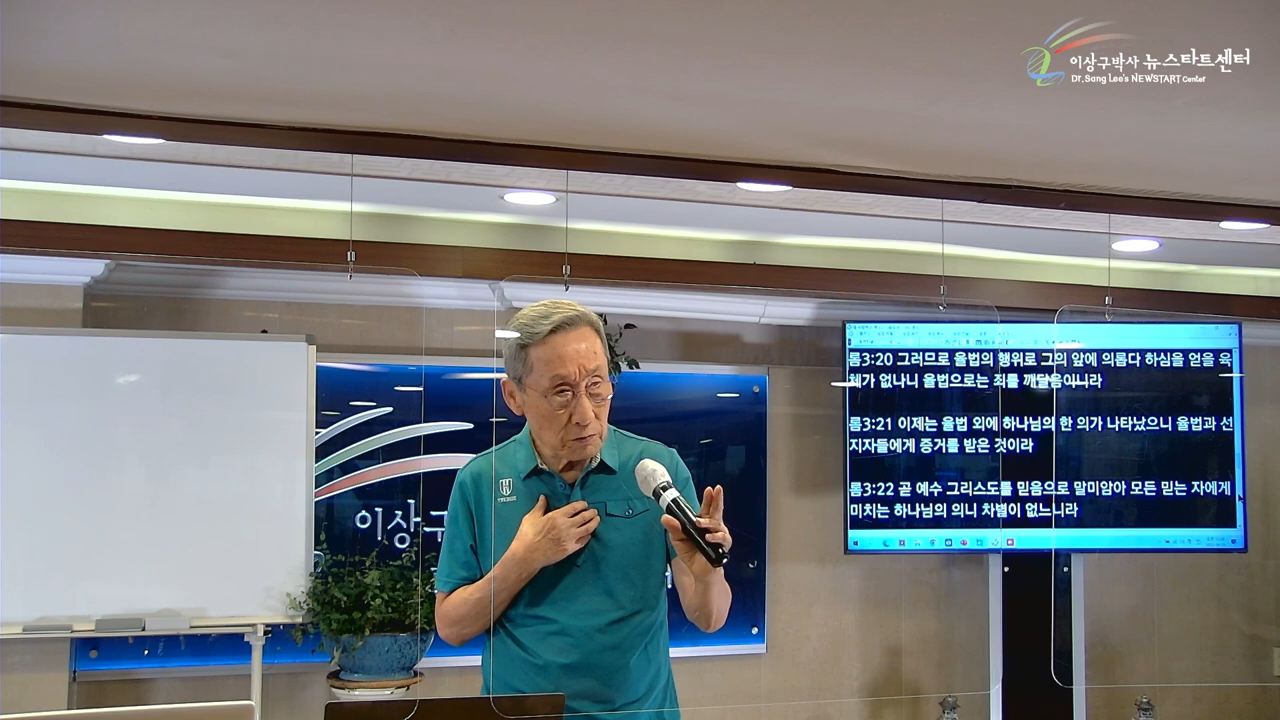 이상구박사 뉴스타트센터
Dr. Sang Lee's NEWSTART Center
롬3:20 그러므로 율법의 행위로 그의 앞에 의롭다 하심을 얻을 육
체가 없나니 율법으로는 죄를 깨달음이니라
롬3:21 이제는 율법 외에 하나님의 한 의가 나타났으니 율법과 선
지자들에게 증거를 받은 것이라
롬3:22 곧 예수 그리스도를 믿음으로 말미암아 모든 믿는 자에게
미치는 하나님의 의니 차별이 없느니라
이상구